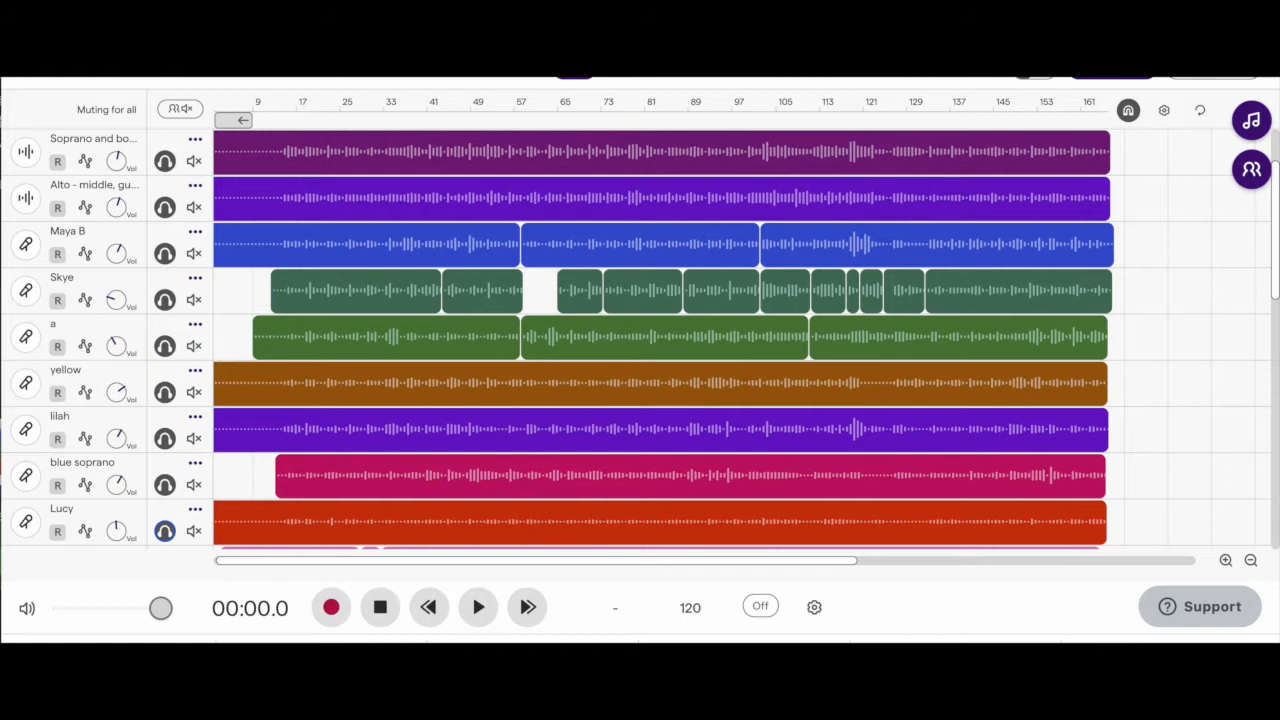 Muting for all
9 17 25 33 41 49 57 65 73 81 89 97 105 113 121 129 137 145 153 161
Soprano and bo...
R Vol
Alto - middle, gu...
R Vol
Maya B
R Vol
Skye
R Vol
a
R Vol
yellow
R Vol
lilah
R Vol
blue soprano
R Vol
Lucy
R Vol
00:00.0 - 120 Off
? Support